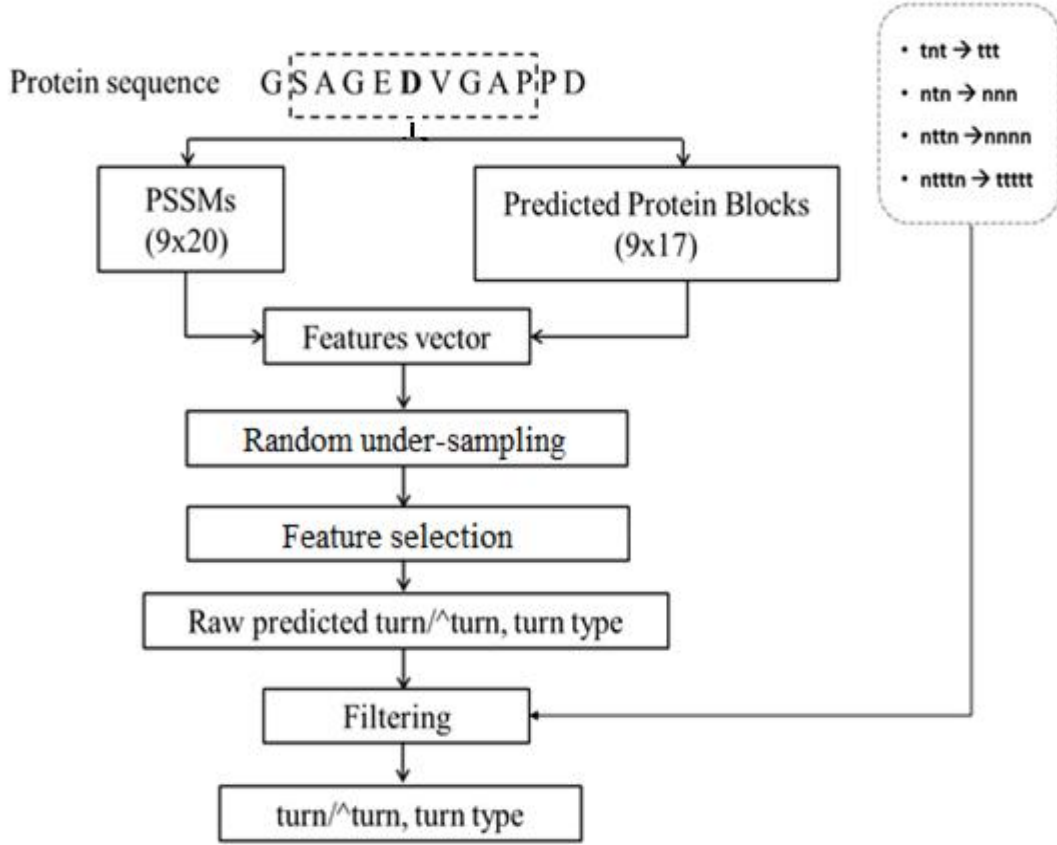 Protein sequence G S A G E D V G A P P D
PSSMs
(9x20)
Predicted Protein Blocks
(9x17)
Features vector
Random under-sampling
Feature selection
Raw predicted turn/^turn, turn type
Filtering
turn/^turn, turn type
• tnt → ttt
• ntn → nnn
• nttn →nnnn
• ntttn → ttttt